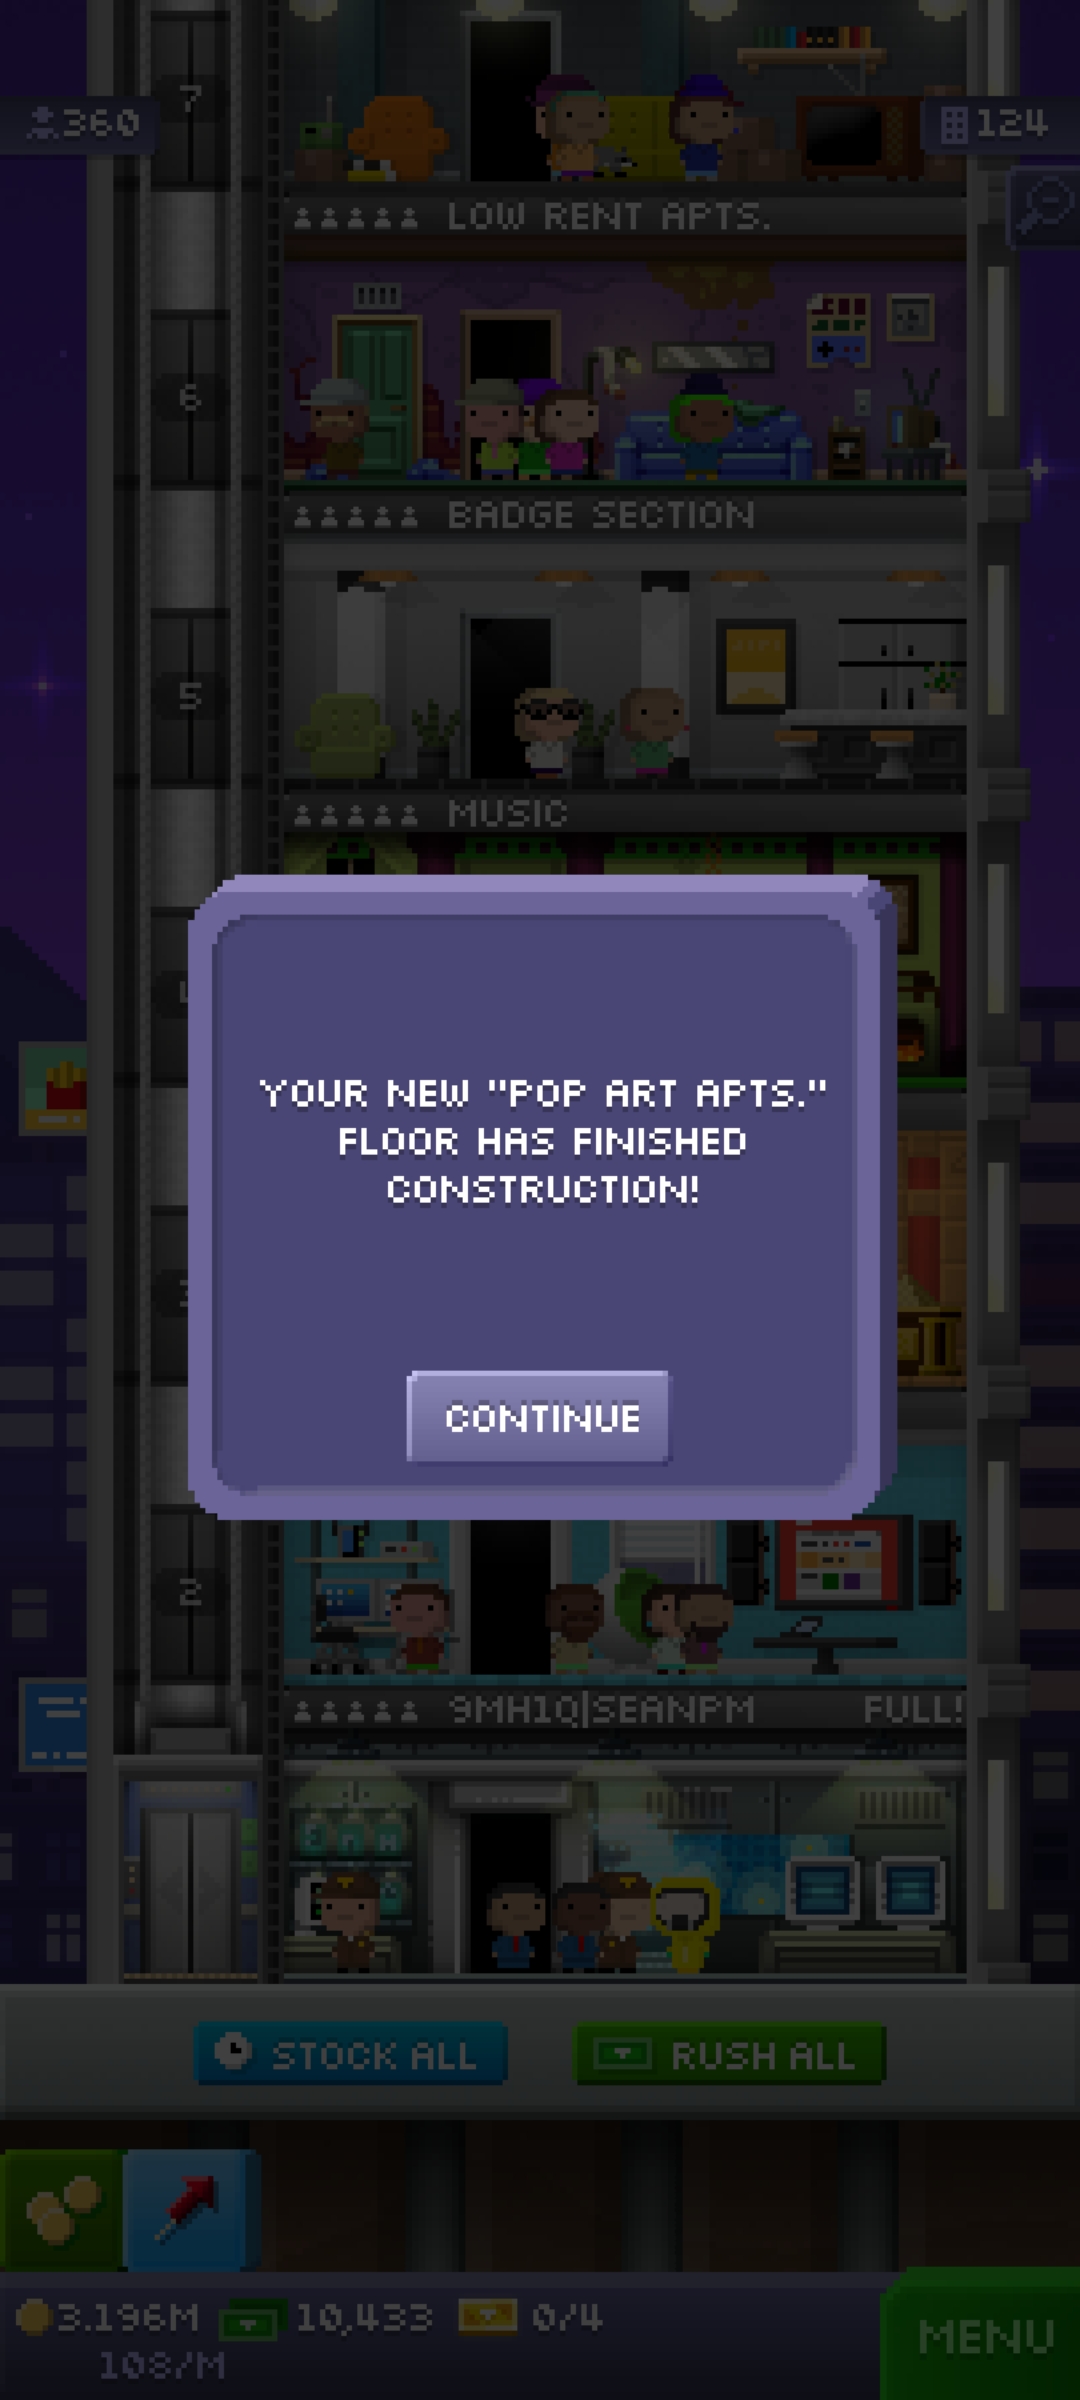 7
360
124
LOW RENT APTS.
6
BADGE SECTION
5
MUSIC
YOUR NEW "POP ART APTS."
FLOOR HAS FINISHED
CONSTRUCTION!
CONTINUE
2
9MH1Q|SEANPM FULL!
STOCK ALL
RUSH ALL
3.196M 10,433 0/4
108/M
MENU